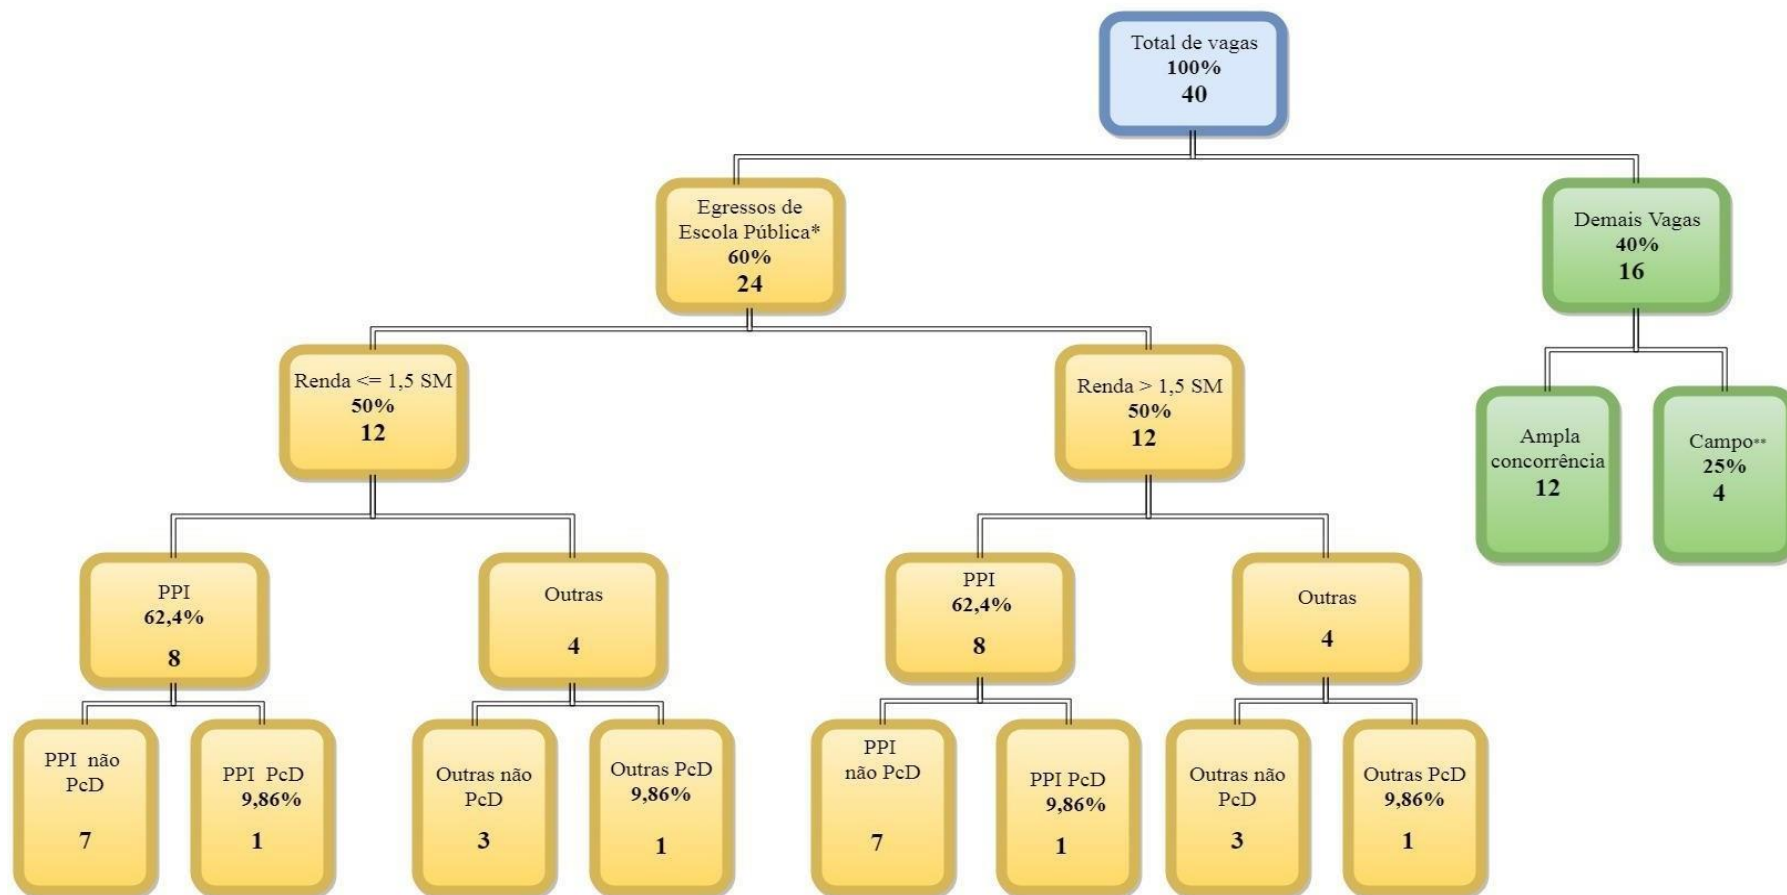 Total de vagas
100%
40
Egressos de
Escola Pública*
60%
24
Demais Vagas
40%
16
Renda <= 1,5 SM
50%
12
Renda > 1,5 SM
50%
12
Ampla
concorrência
12
Campo**
25%
4
PPI
62,4%
8
Outras
4
PPI
62,4%
8
Outras
4
PPI não
PcD
7
PPI PcD
9,86%
1
Outras não
PcD
3
Outras PcD
9,86%
1
PPI
não PcD
7
PPI PcD
9,86%
1
Outras não
PcD
3
Outras PcD
9,86%
1